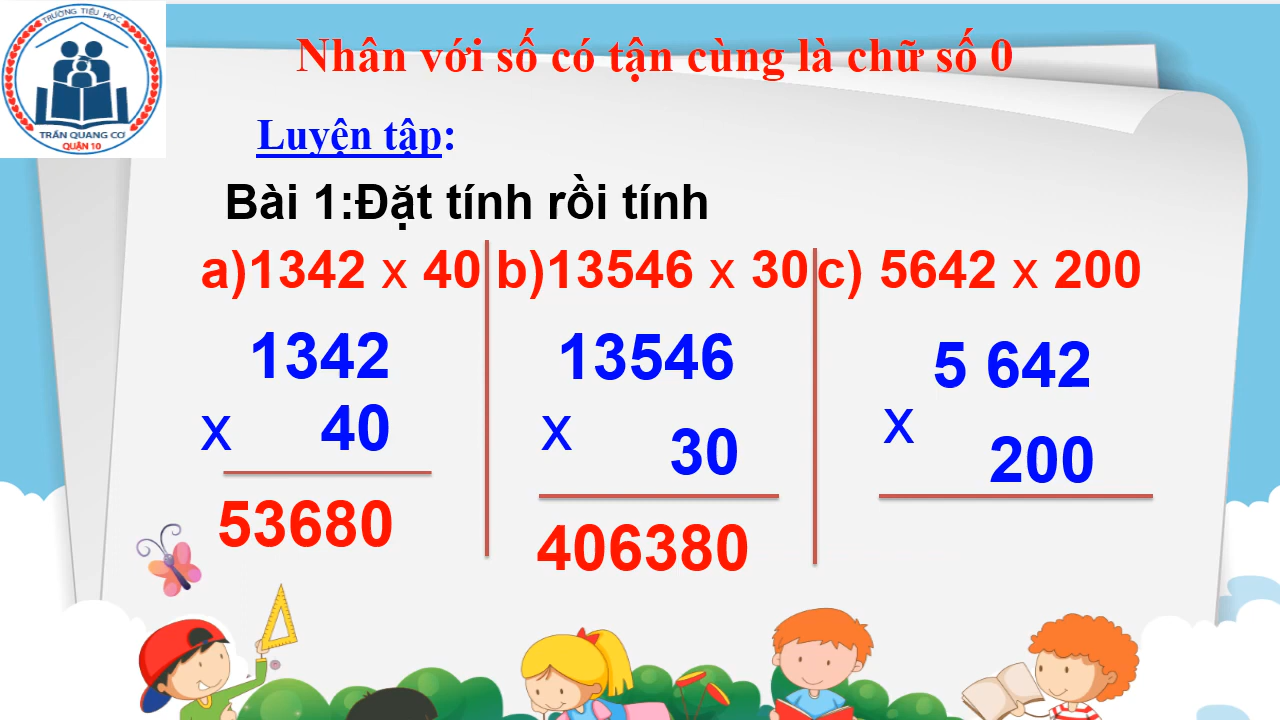 TRƯỜNG TIỂU HỌC
TRẦN QUANG CƠ
QUẬN 10
Nhân với số có tận cùng là chữ số 0
Luyện tập:
Bài 1:Đặt tính rồi tính
a)1342 x 40 b)13546 x 30 c) 5642 x 200
1342
x 40
53680
13546
x 30
406380
5 642
x 200